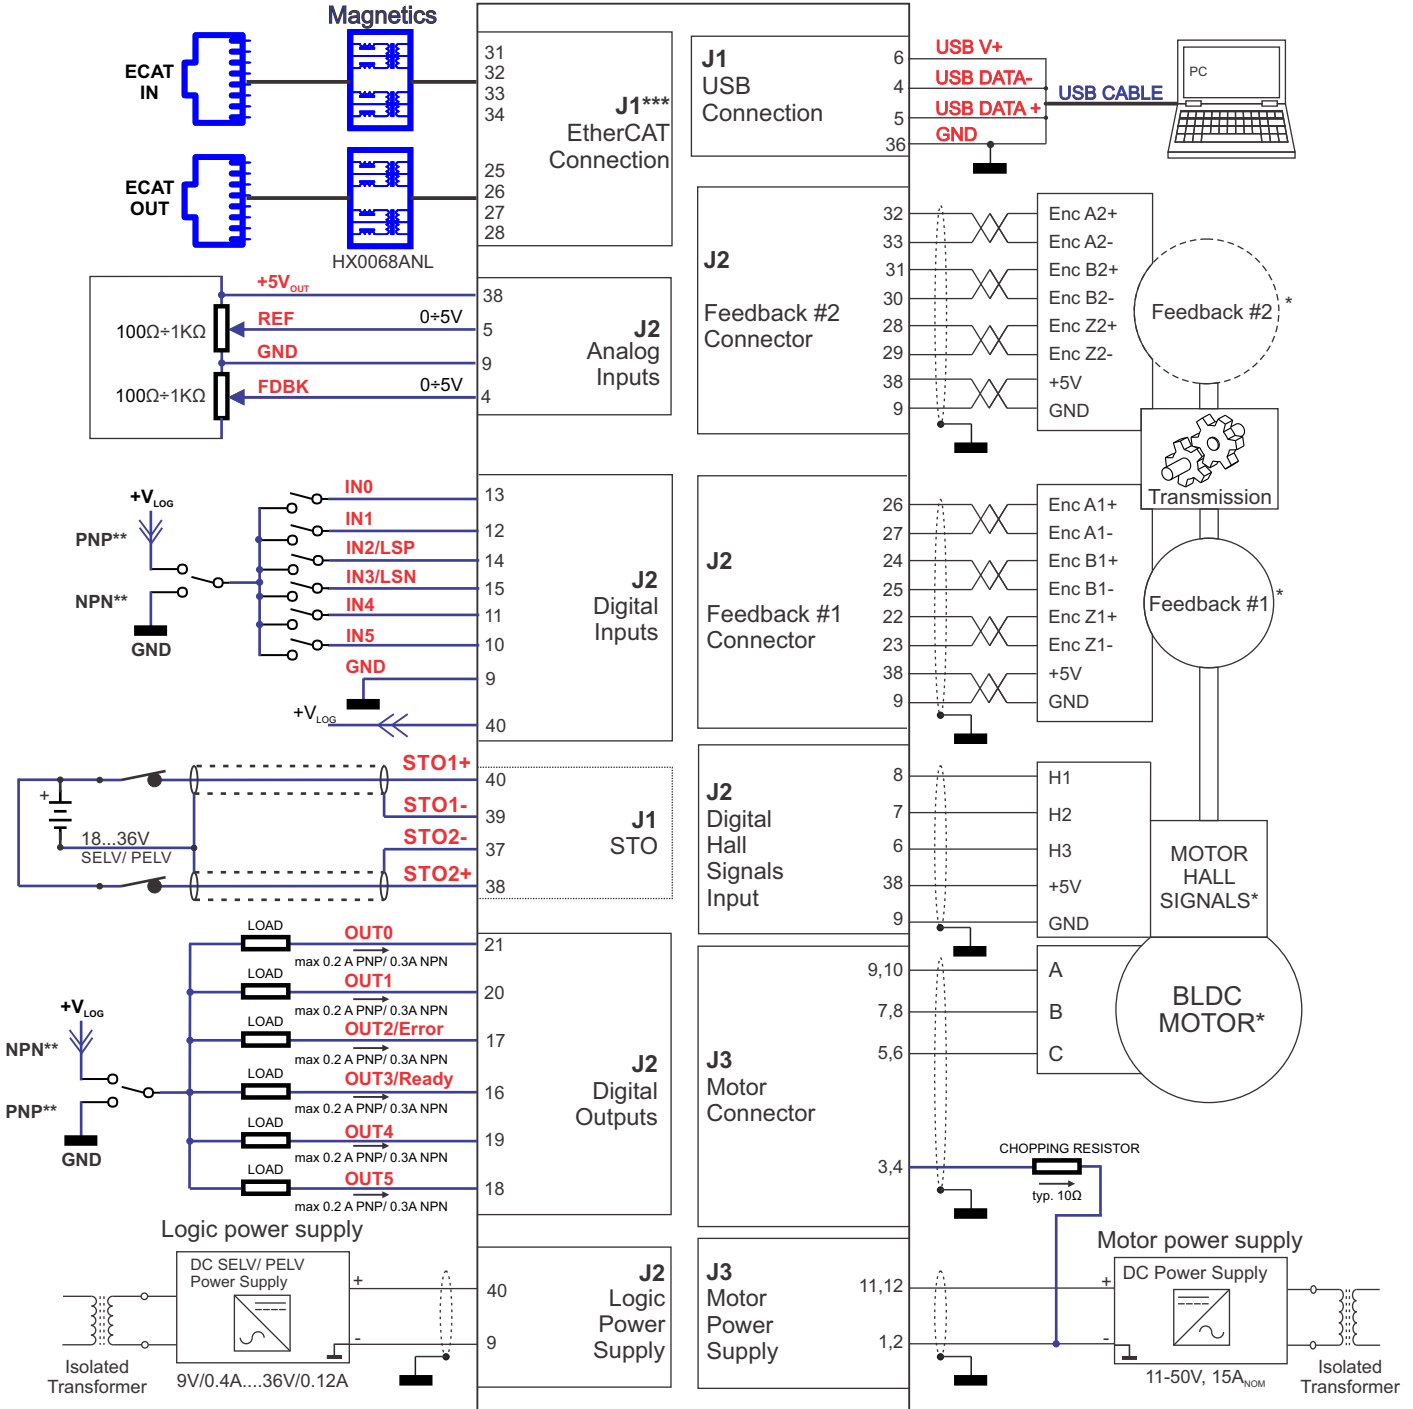 Magnetics
ECAT
IN
31
32
33
34
J1***
EtherCAT
Connection
ECAT
OUT
25
26
27
28
HX0068ANL
+5VOUT
38
100Ω÷1KΩ
REF
0÷5V
5
GND
9
100Ω÷1KΩ
FDBK
0÷5V
4
J2
Analog
Inputs
+VLOG
PNP**
NPN**
GND
IN0
13
IN1
12
IN2/LSP
14
IN3/LSN
15
IN4
11
IN5
10
GND
9
+VLOG
40
J2
Digital
Inputs
STO1+
40
STO1-
39
STO2-
37
STO2+
38
+
18...36V
SELV/ PELV
J1
STO
+VLOG
NPN**
PNP**
GND
LOAD
OUT0
21
max 0.2 A PNP/ 0.3A NPN
LOAD
OUT1
20
max 0.2 A PNP/ 0.3A NPN
LOAD
OUT2/Error
17
max 0.2 A PNP/ 0.3A NPN
LOAD
OUT3/Ready
16
max 0.2 A PNP/ 0.3A NPN
LOAD
OUT4
19
max 0.2 A PNP/ 0.3A NPN
LOAD
OUT5
18
max 0.2 A PNP/ 0.3A NPN
J2
Digital
Outputs
Logic power supply
DC SELV/ PELV
Power Supply
+
-
40
9
Isolated
Transformer
9V/0.4A....36V/0.12A
J2
Logic
Power
Supply
J1
USB
Connection
6
USB V+
4
USB DATA-
5
USB DATA +
36
GND
USB CABLE
PC
J2
Feedback #2
Connector
32
Enc A2+
33
Enc A2-
31
Enc B2+
30
Enc B2-
28
Enc Z2+
29
Enc Z2-
38
+5V
9
GND
Feedback #2
*
Transmission
J2
Feedback #1
Connector
26
Enc A1+
27
Enc A1-
24
Enc B1+
25
Enc B1-
22
Enc Z1+
23
Enc Z1-
38
+5V
9
GND
Feedback #1
*
J2
Digital
Hall
Signals
Input
8
H1
7
H2
6
H3
38
+5V
9
GND
MOTOR
HALL
SIGNALS*
J3
Motor
Connector
9,10
A
7,8
B
5,6
C
BLDC
MOTOR*
3,4
CHOPPING RESISTOR
typ. 10Ω
Motor power supply
J3
Motor
Power
Supply
11,12
+
1,2
-
DC Power Supply
11-50V, 15ANOM
Isolated
Transformer